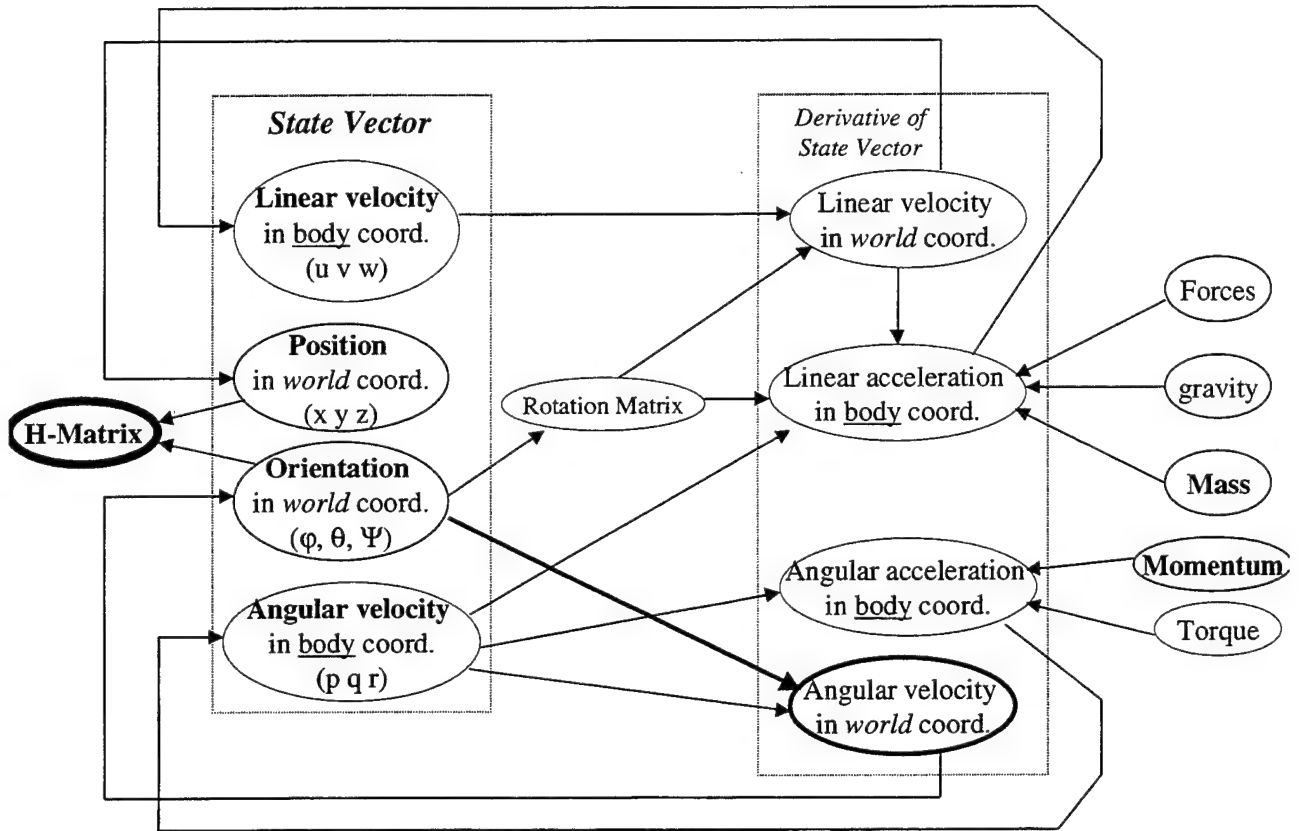 State Vector
Linear velocity
in body coord.
(u v w)
Position
in world coord.
(x y z)
H-Matrix
Orientation
in world coord.
(φ, θ, Ψ)
Angular velocity
in body coord.
(p q r)
Rotation Matrix
Derivative of
State Vector
Linear velocity
in world coord.
Linear acceleration
in body coord.
Angular acceleration
in body coord.
Angular velocity
in world coord.
Forces
gravity
Mass
Momentum
Torque